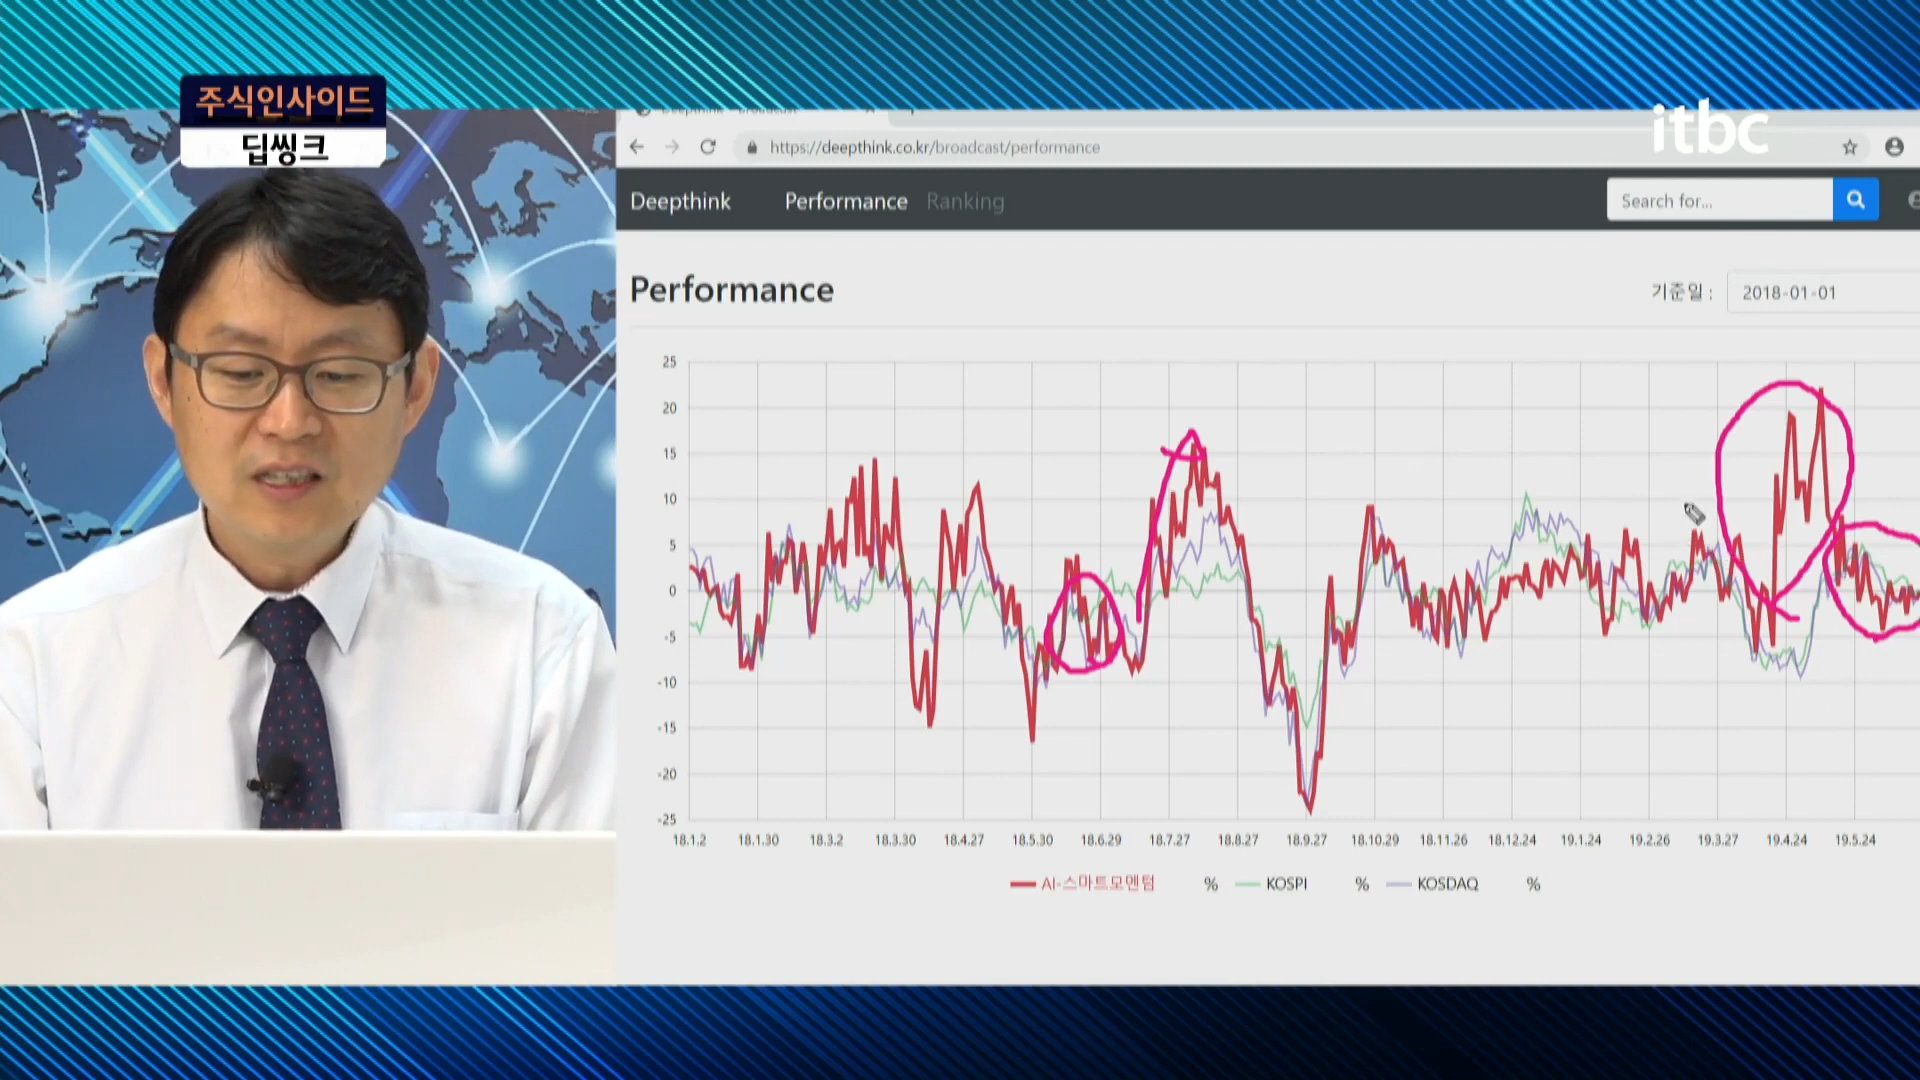 주식인사이드
딥씽크
itbc
https://deepthink.co.kr/broadcast/performance
Deepthink
Performance
Ranking
Search for...
Performance
기준일 :
2018-01-01
25
20
15
10
5
0
-5
-10
-15
-20
-25
18.1.2
18.1.30
18.3.2
18.3.30
18.4.27
18.5.30
18.6.29
18.7.27
18.8.27
18.9.27
18.10.29
18.11.26
18.12.24
19.1.24
19.2.26
19.3.27
19.4.24
19.5.24
AI-스마트모멘텀 %
KOSPI %
KOSDAQ %